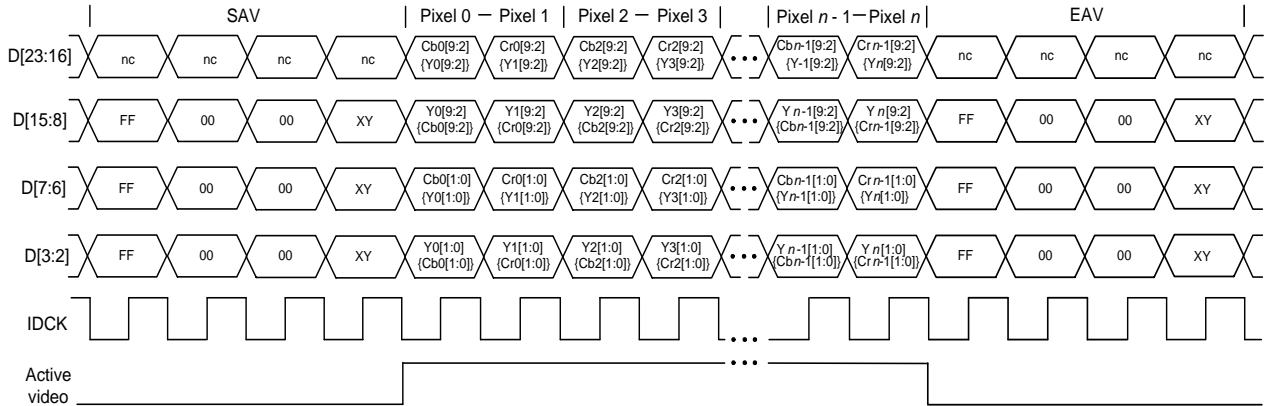 SAV Pixel 0 — Pixel 1 Pixel 2 — Pixel 3 Pixel n - 1 — Pixel n EAV
D[23:16] nc nc nc nc Cb0[9:2] Cr0[9:2] Cb2[9:2] Cr2[9:2] ••• Cbn-1[9:2] Crn-1[9:2] nc nc nc nc
{Y0[9:2]} {Y1[9:2]} {Y2[9:2]} {Y3[9:2]} {Y-1[9:2]} {Yn[9:2]}
D[15:8] FF 00 00 XY Y0[9:2] Y1[9:2] Y2[9:2] Y3[9:2] ••• Yn-1[9:2] Yn[9:2] FF 00 00 XY
{Cb0[9:2]} {Cr0[9:2]} {Cb2[9:2]} {Cr2[9:2]} {Cbn-1[9:2]} {Crn-1[9:2]}
D[7:6] FF 00 00 XY Cb0[1:0] Cr0[1:0] Cb2[1:0] Cr2[1:0] ••• Cbn-1[1:0] Crn-1[1:0] FF 00 00 XY
{Y0[1:0]} {Y1[1:0]} {Y2[1:0]} {Y3[1:0]} {Yn-1[1:0]} {Yn[1:0]}
D[3:2] FF 00 00 XY Y0[1:0] Y1[1:0] Y2[1:0] Y3[1:0] ••• Yn-1[1:0] Yn[1:0] FF 00 00 XY
{Cb0[1:0]} {Cr0[1:0]} {Cb2[1:0]} {Cr2[1:0]} {Cbn-1[1:0]} {Crn-1[1:0]}
IDCK •••
Active •••
video